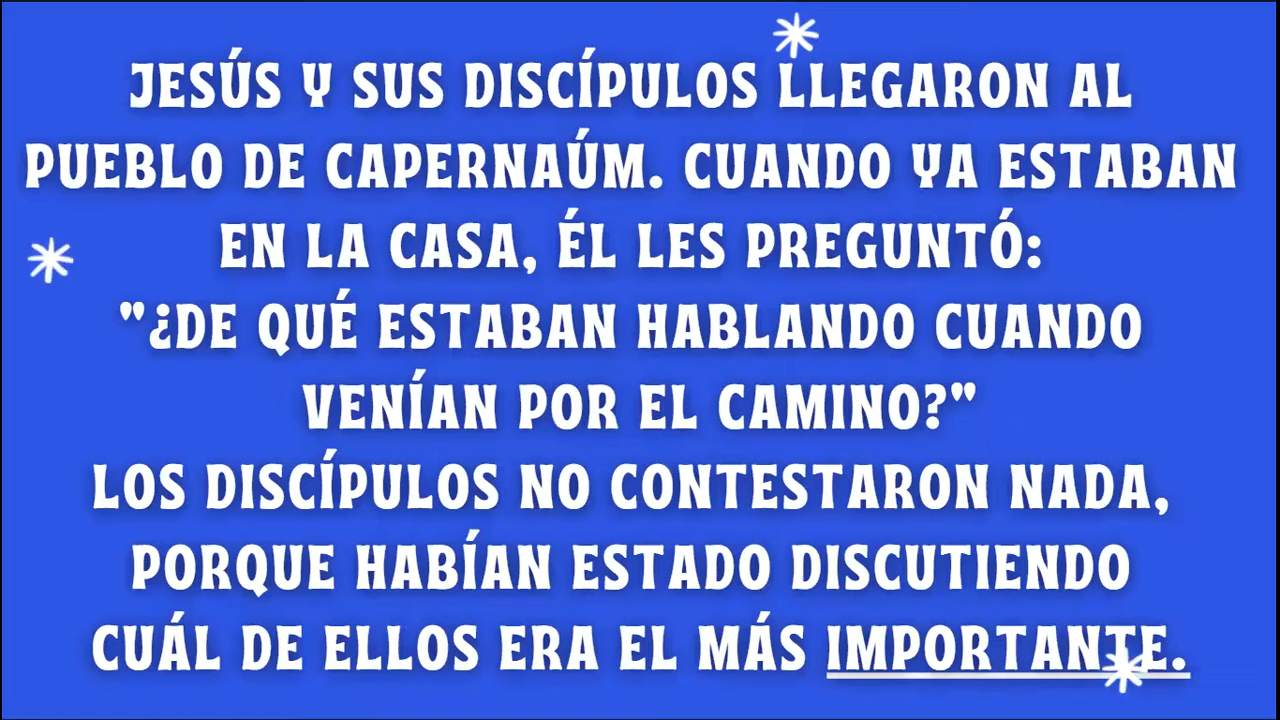 JESÚS Y SUS DISCÍPULOS LLEGARON AL
PUEBLO DE CAPERNAÚM. CUANDO YA ESTABAN
EN LA CASA, ÉL LES PREGUNTÓ:
"¿DE QUÉ ESTABAN HABLANDO CUANDO
VENÍAN POR EL CAMINO?"
LOS DISCÍPULOS NO CONTESTARON NADA,
PORQUE HABÍAN ESTADO DISCUTIENDO
CUÁL DE ELLOS ERA EL MÁS IMPORTANTE.